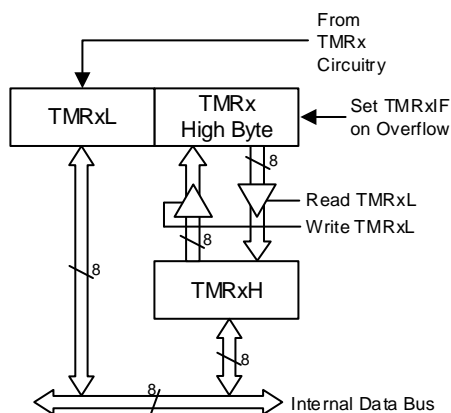 From
TMRx
Circuitry
TMRxL
TMRx
High Byte
Set TMRxIF
on Overflow
8
8
Read TMRxL
Write TMRxL
8
TMRxH
8
8
8
Internal Data Bus